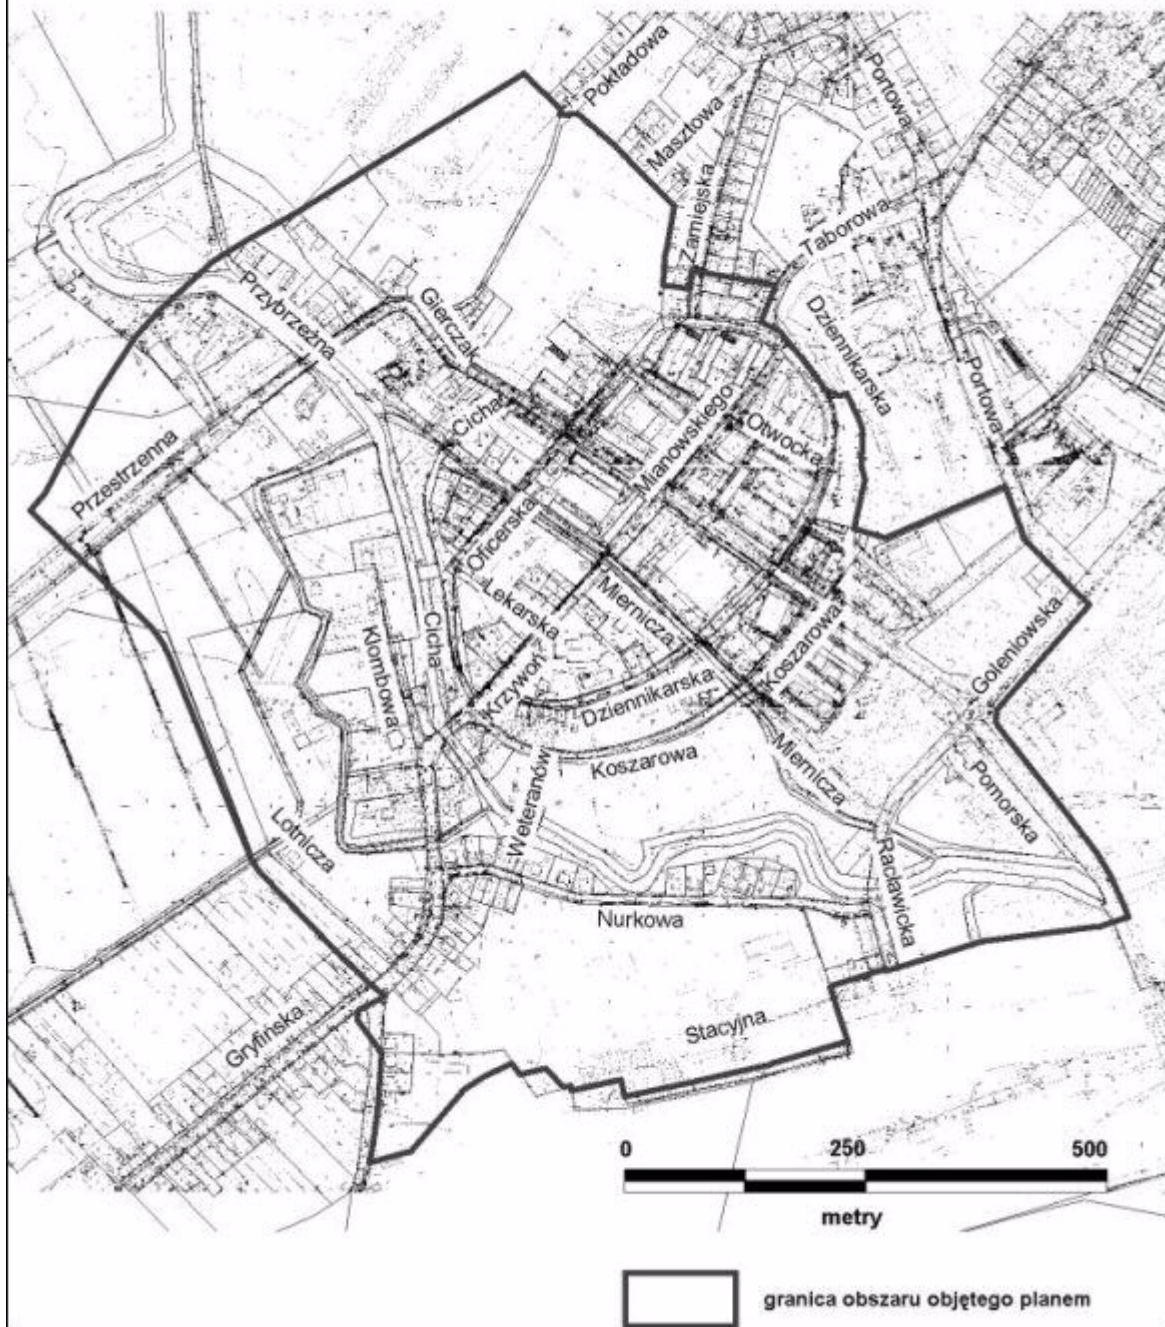 Pokładowa
Portowa
Masztowa
Zamiejska
Taborowa
Przybrzeżna
Gierczak
Dziennikarska
Portowa
Cicha
Mianowskiego
Otwocka
Przestrzenna
Oficerska
Lekarska
Miernicza
Koszarowa
Goleniowska
Cicha
Klombowa
Krzywoń
Dziennikarska
Koszarowa
Miernicza
Weteranów
Pomorska
Lotnicza
Racławicka
Nurkowa
Stacyjna
Gryfińska
0 250 500
metry
granica obszaru objętego planem